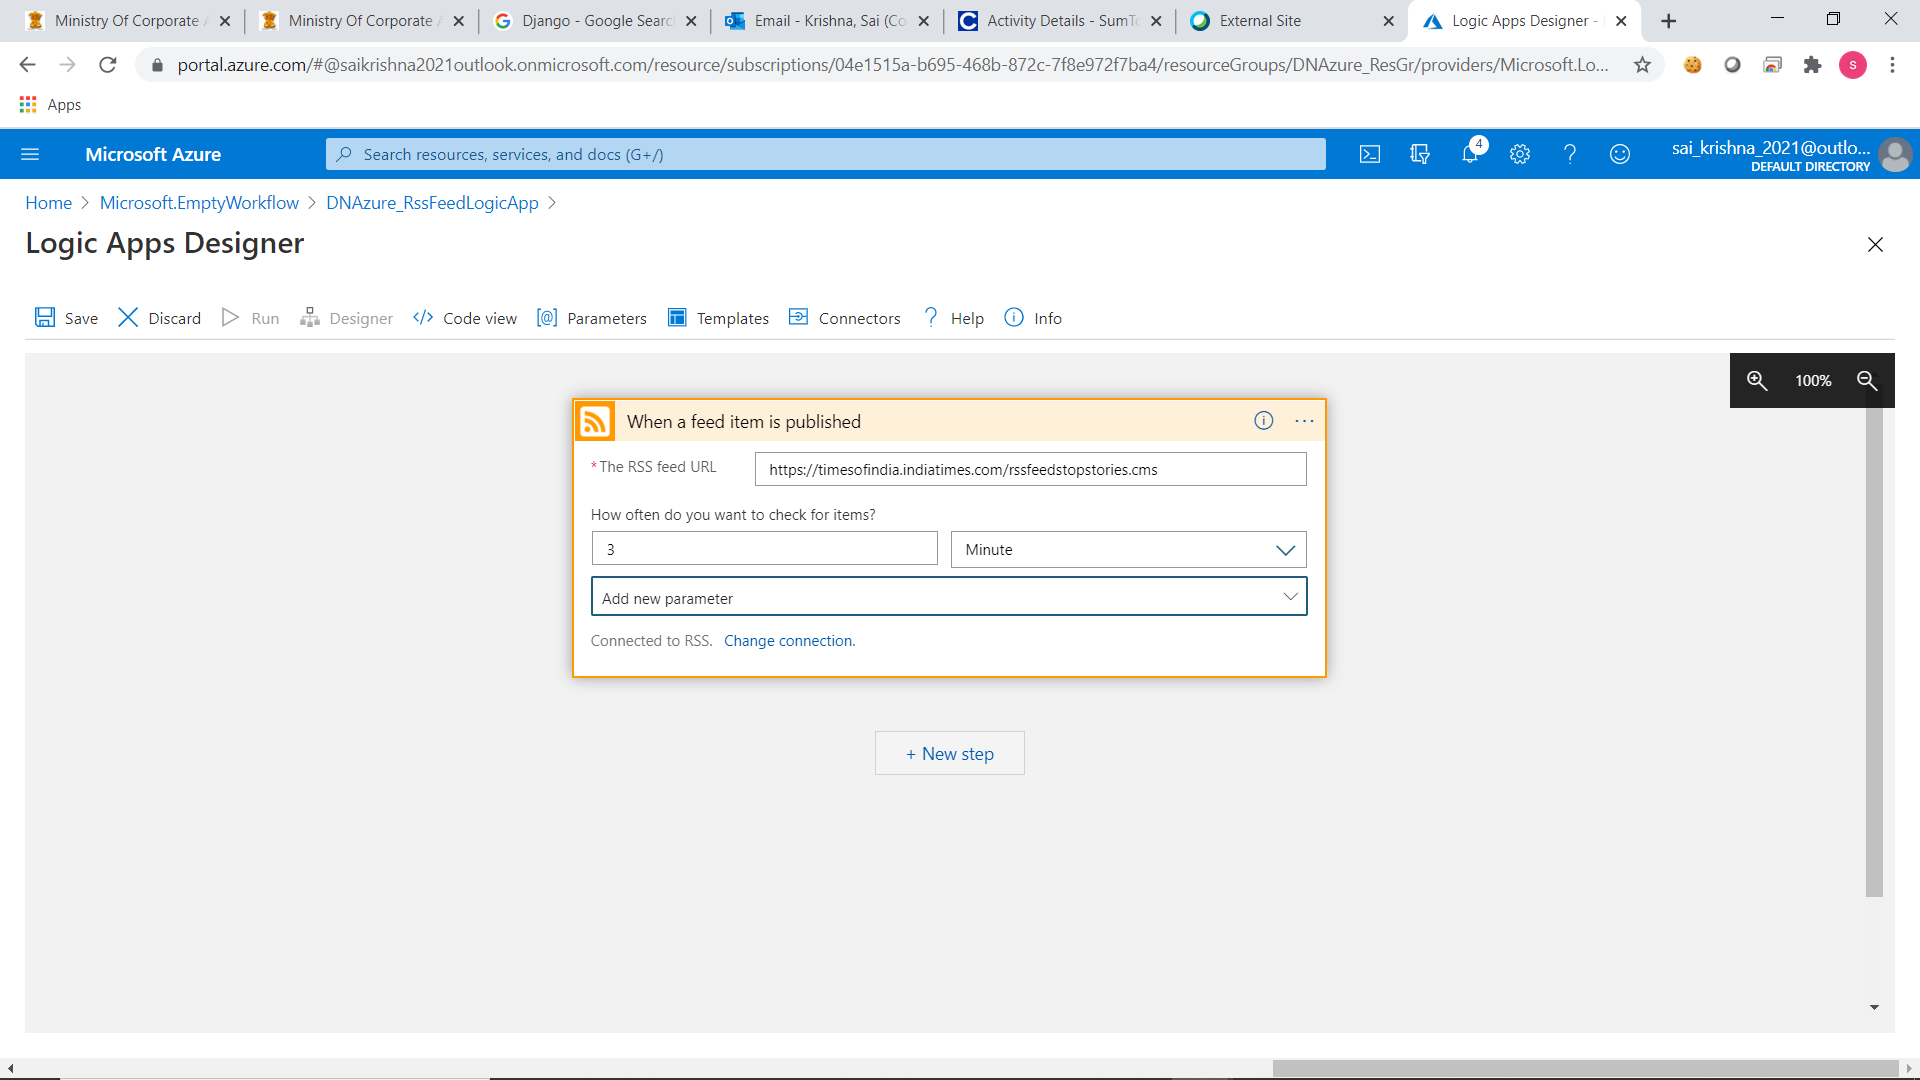 Ministry Of Corporate A
Ministry Of Corporate A
Django - Google Searc
Email - Krishna, Sai (Co
Activity Details - SumTo
External Site
Logic Apps Designer -
portal.azure.com/#@saikrishna2021outlook.onmicrosoft.com/resource/subscriptions/04e1515a-b695-468b-872c-7f8e972f7ba4/resourceGroups/DNAzure_ResGr/providers/Microsoft.Lo...
S
Apps
Microsoft Azure
Search resources, services, and docs (G+/)
4
sai_krishna_2021@outlo...
DEFAULT DIRECTORY
Home > Microsoft.EmptyWorkflow > DNAzure_RssFeedLogicApp >
Logic Apps Designer
Save Discard Run Designer Code view Parameters Templates Connectors Help Info
100%
When a feed item is published
*The RSS feed URL
https://timesofindia.indiatimes.com/rssfeedstopstories.cms
How often do you want to check for items?
3
Minute
Add new parameter
Connected to RSS. Change connection.
+ New step